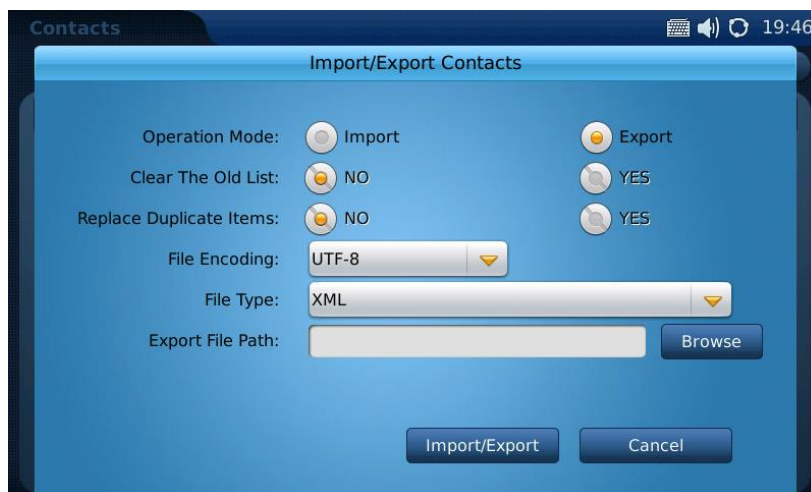 Contacts 19:46
Import/Export Contacts
Operation Mode: Import Export
Clear The Old List: NO YES
Replace Duplicate Items: NO YES
File Encoding: UTF-8
File Type: XML
Export File Path: Browse
Import/Export Cancel